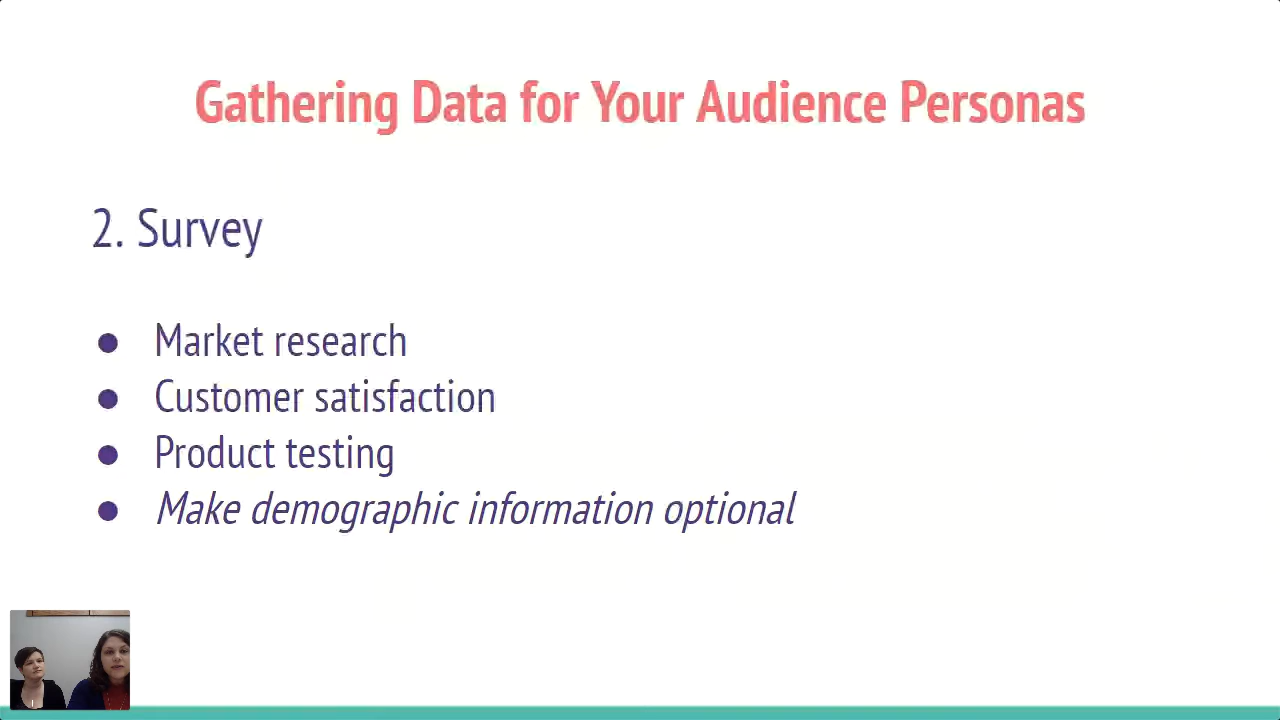 Gathering Data for Your Audience Personas
2. Survey
● Market research
● Customer satisfaction
● Product testing
● Make demographic information optional